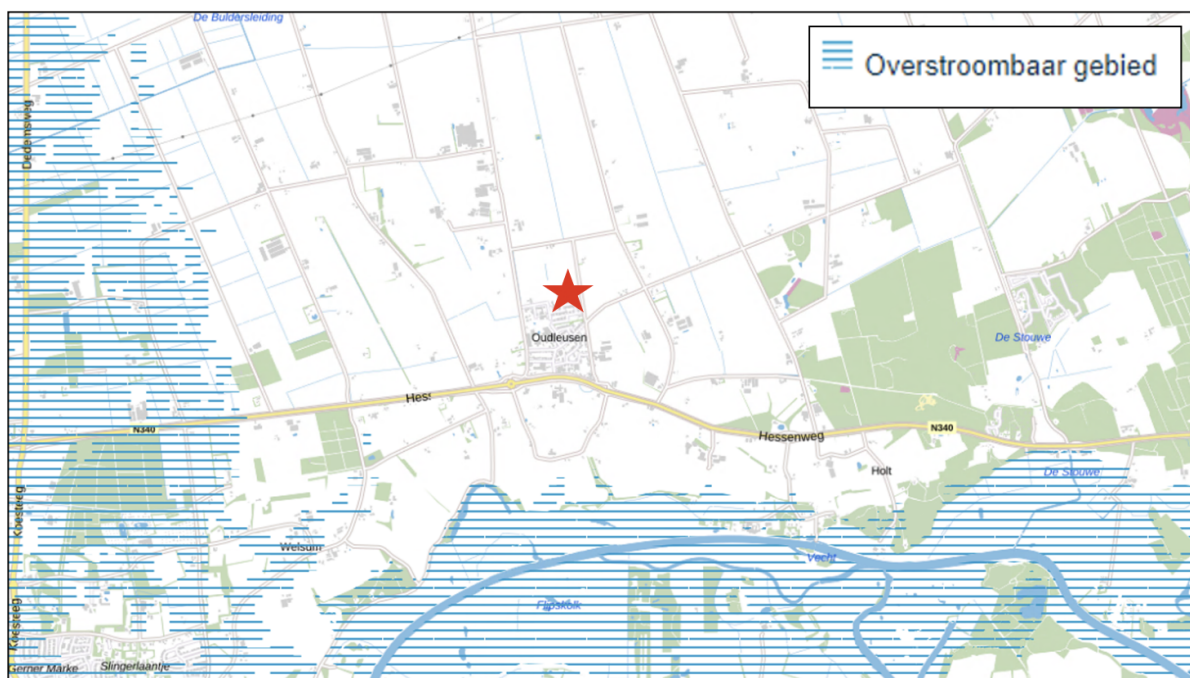 De Buldersleiding
Overstroombaar gebied
Dedemsweg
Oudleusen
De Stouwe
Hess
N340
N340
Hessenweg
Holt
De Stouwe
Koesteeg
Welsum
Vecht
Flipskolk
Koesteeg
Gerner Marke
Slingerlaantje